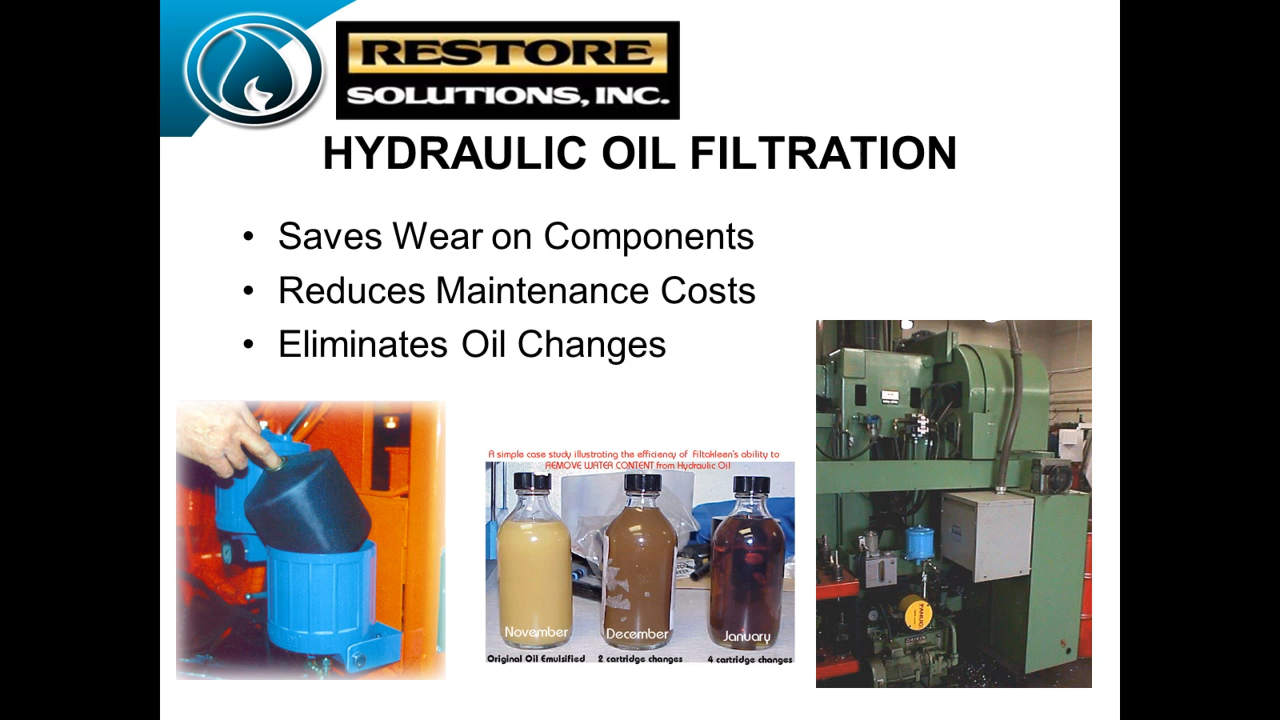 RESTORE
SOLUTIONS, INC.
HYDRAULIC OIL FILTRATION
• Saves Wear on Components
• Reduces Maintenance Costs
• Eliminates Oil Changes
A simple case study illustrating the efficiency of Filtakleen's ability to
REMOVE WATER CONTENT from Hydraulic Oil
November December January
Original Oil Emulsified 2 cartridge changes 4 cartridge changes
FANUC